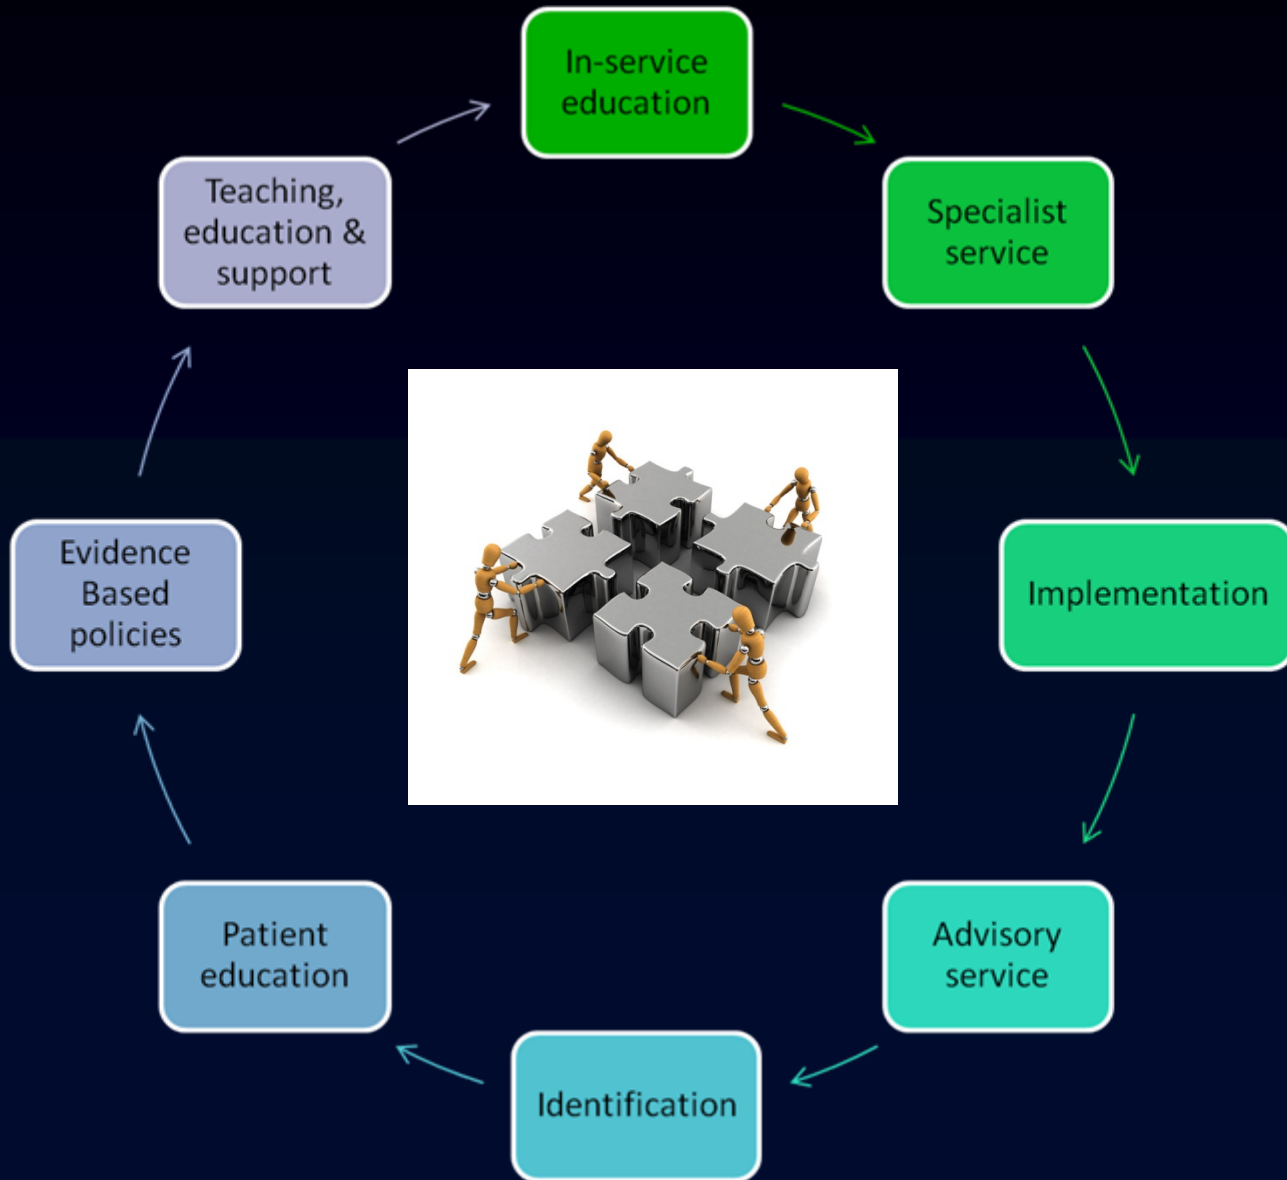 In-service
education
Specialist
service
Implementation
Advisory
service
Identification
Patient
education
Evidence
Based
policies
Teaching,
education &
support